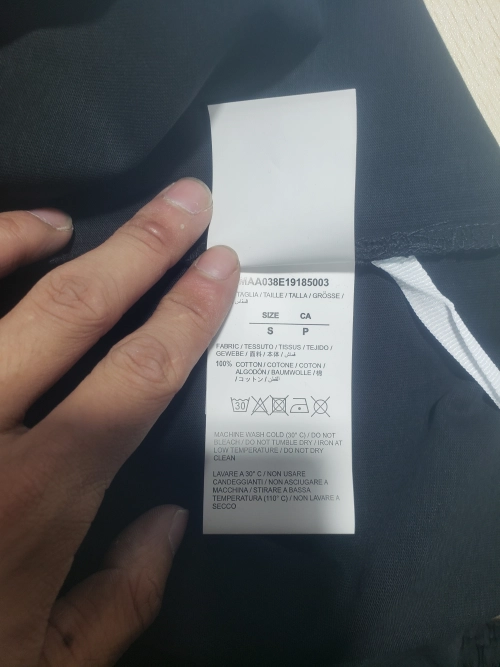 MAA038E19185003
TAGLIA / TAILLE / TALLA / GRÖSSE /
SIZE CA
S P
FABRIC / TESSUTO / TISSUS / TEJIDO /
GEWEBE / 面料 / 本体 / قماش
100% COTTON / COTONE / COTON /
ALGODÓN / BAUMWOLLE / 棉
/ コットン / قطن
30
MACHINE WASH COLD (30° C) / DO NOT
BLEACH / DO NOT TUMBLE DRY / IRON AT
LOW TEMPERATURE / DO NOT DRY
CLEAN
LAVARE A 30° C / NON USARE
CANDEGGIANTI / NON ASCIUGARE A
MACCHINA / STIRARE A BASSA
TEMPERATURA (110° C) / NON LAVARE A
SECCO